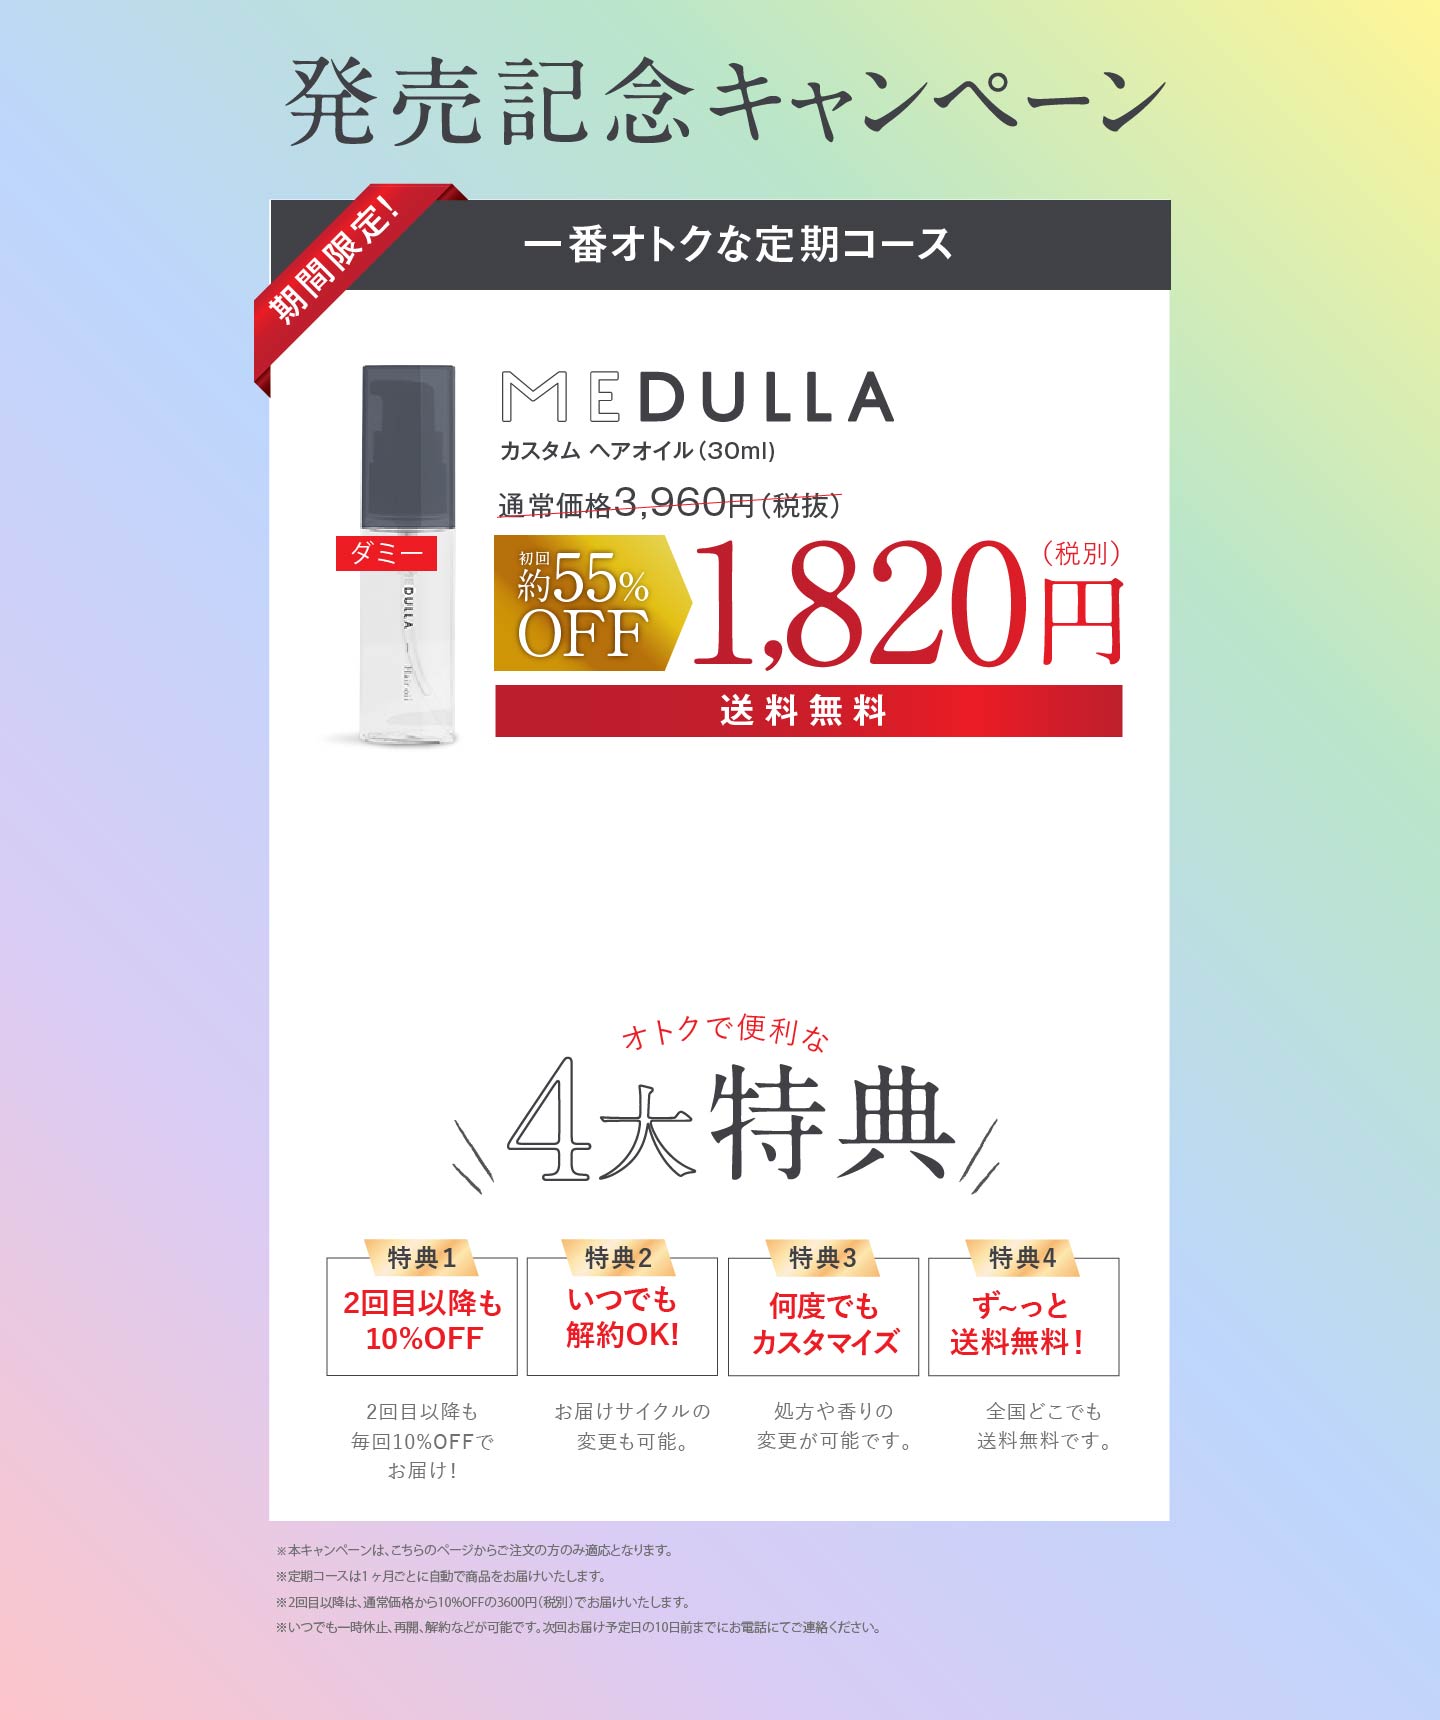 発売記念キャンペーン
期間限定!
一番オトクな定期コース
MEDULLA
カスタム ヘアオイル(30ml)
通常価格3,960円(税抜)
ダミー
MEDULLA — Hair oil
初回
約55%
OFF
1,820円(税別)
送料無料
オトクで便利な
4大特典
特典1
2回目以降も
10%OFF
2回目以降も
毎回10%OFFで
お届け!
特典2
いつでも
解約OK!
お届けサイクルの
変更も可能。
特典3
何度でも
カスタマイズ
処方や香りの
変更が可能です。
特典4
ず~っと
送料無料!
全国どこでも
送料無料です。
※本キャンペーンは、こちらのページからご注文の方のみ適応となります。
※定期コースは1ヶ月ごとに自動で商品をお届けいたします。
※2回目以降は、通常価格から10%OFFの3600円(税別)でお届けいたします。
※いつでも一時休止、再開、解約などが可能です。次回お届け予定日の10日前までにお電話にてご連絡ください。